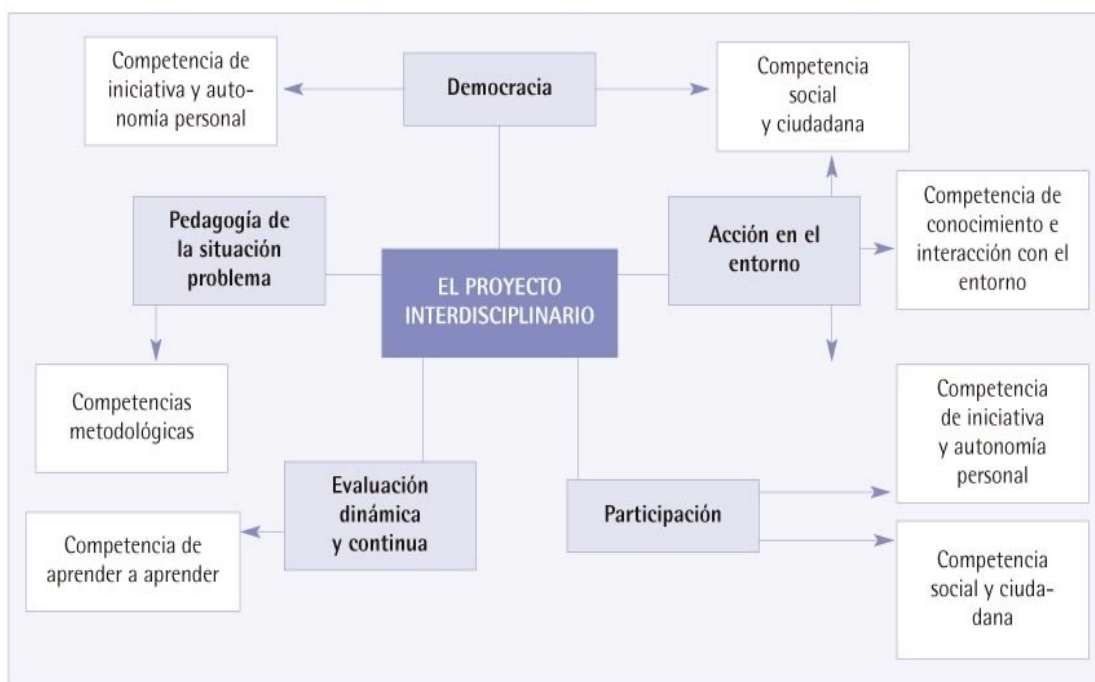 Competencia de
iniciativa y auto-
nomía personal
Democracia
Competencia
social
y ciudadana
Pedagogía de
la situación
problema
EL PROYECTO
INTERDISCIPLINARIO
Acción en el
entorno
Competencia de
conocimiento e
interacción con el
entorno
Competencias
metodológicas
Competencia
de iniciativa
y autonomía
personal
Evaluación
dinámica
y continua
Participación
Competencia de
aprender a aprender
Competencia
social y ciuda-
dana